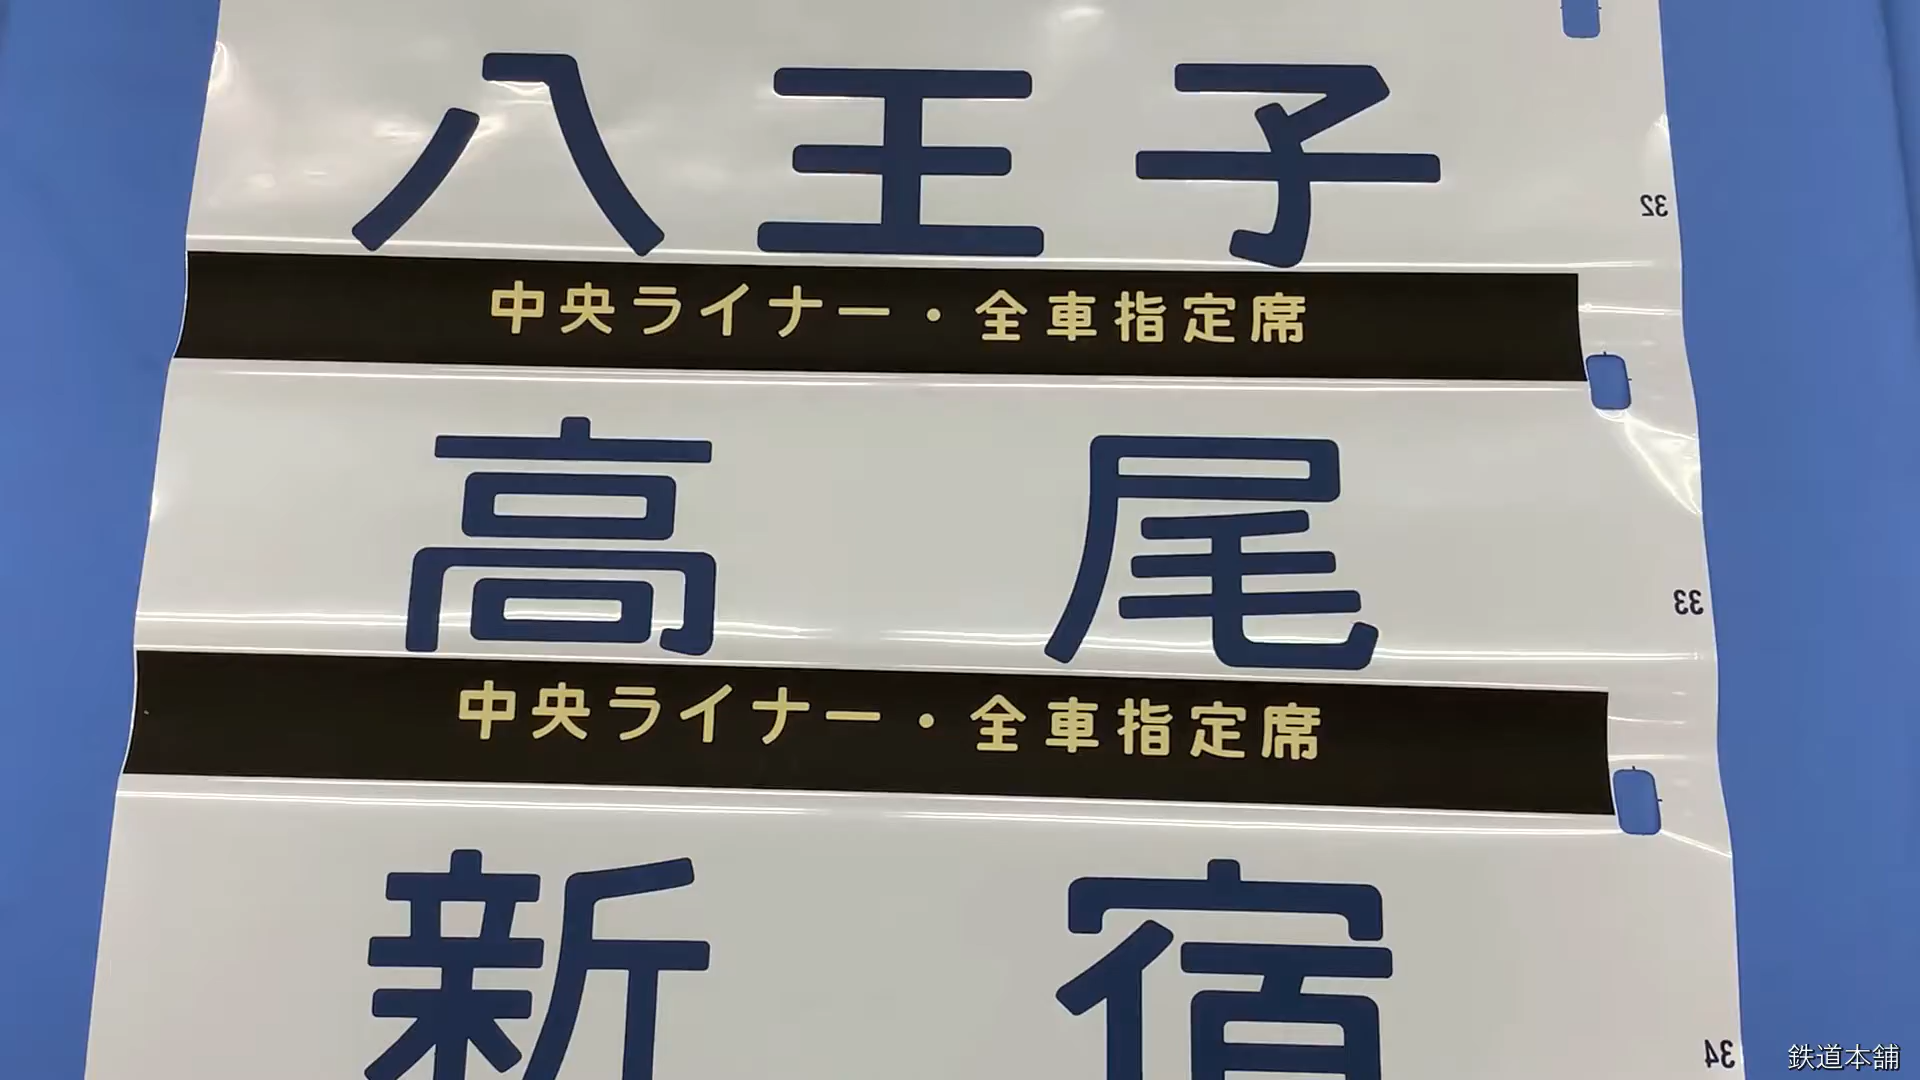 八王子
32
中央ライナー・全車指定席
高尾
33
中央ライナー・全車指定席
新宿
34
鉄道本舗